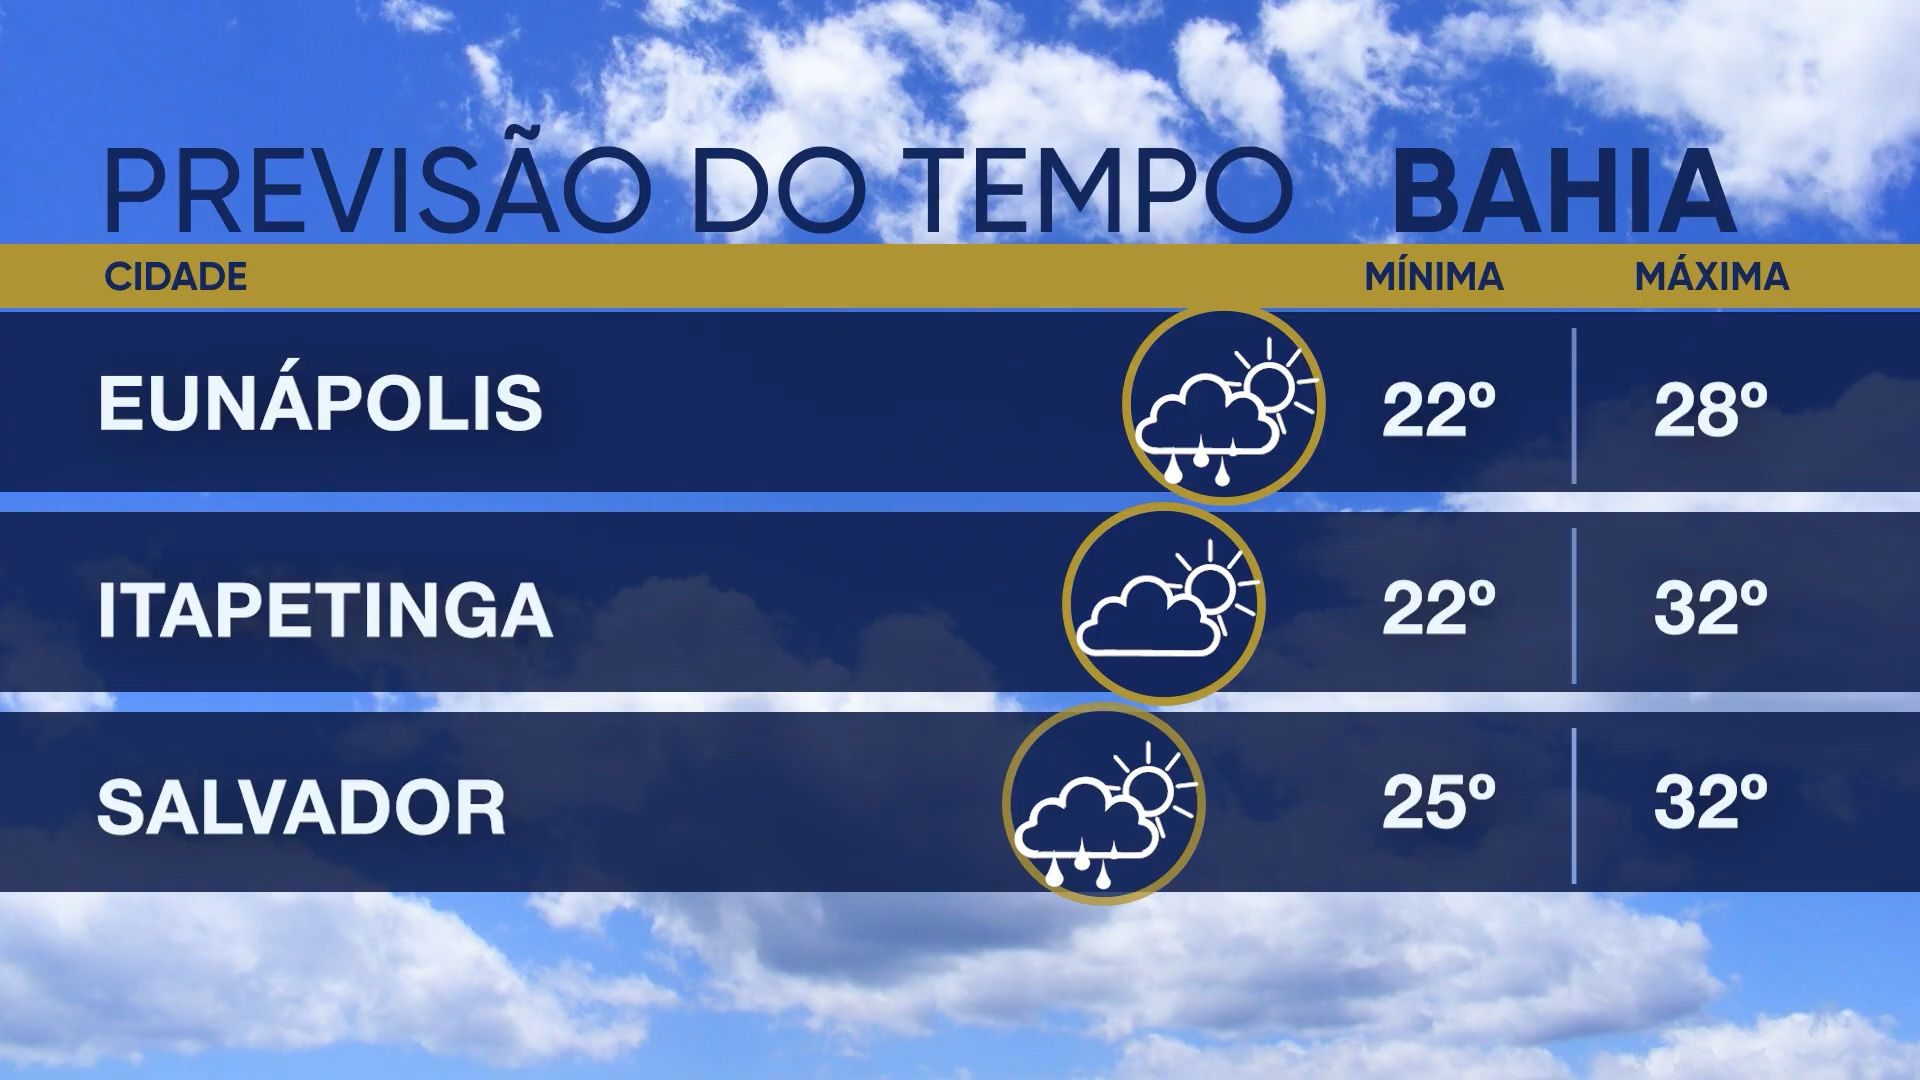 PREVISÃO DO TEMPO BAHIA
CIDADE MÍNIMA MÁXIMA
EUNÁPOLIS 22º 28º
ITAPETINGA 22º 32º
SALVADOR 25º 32º